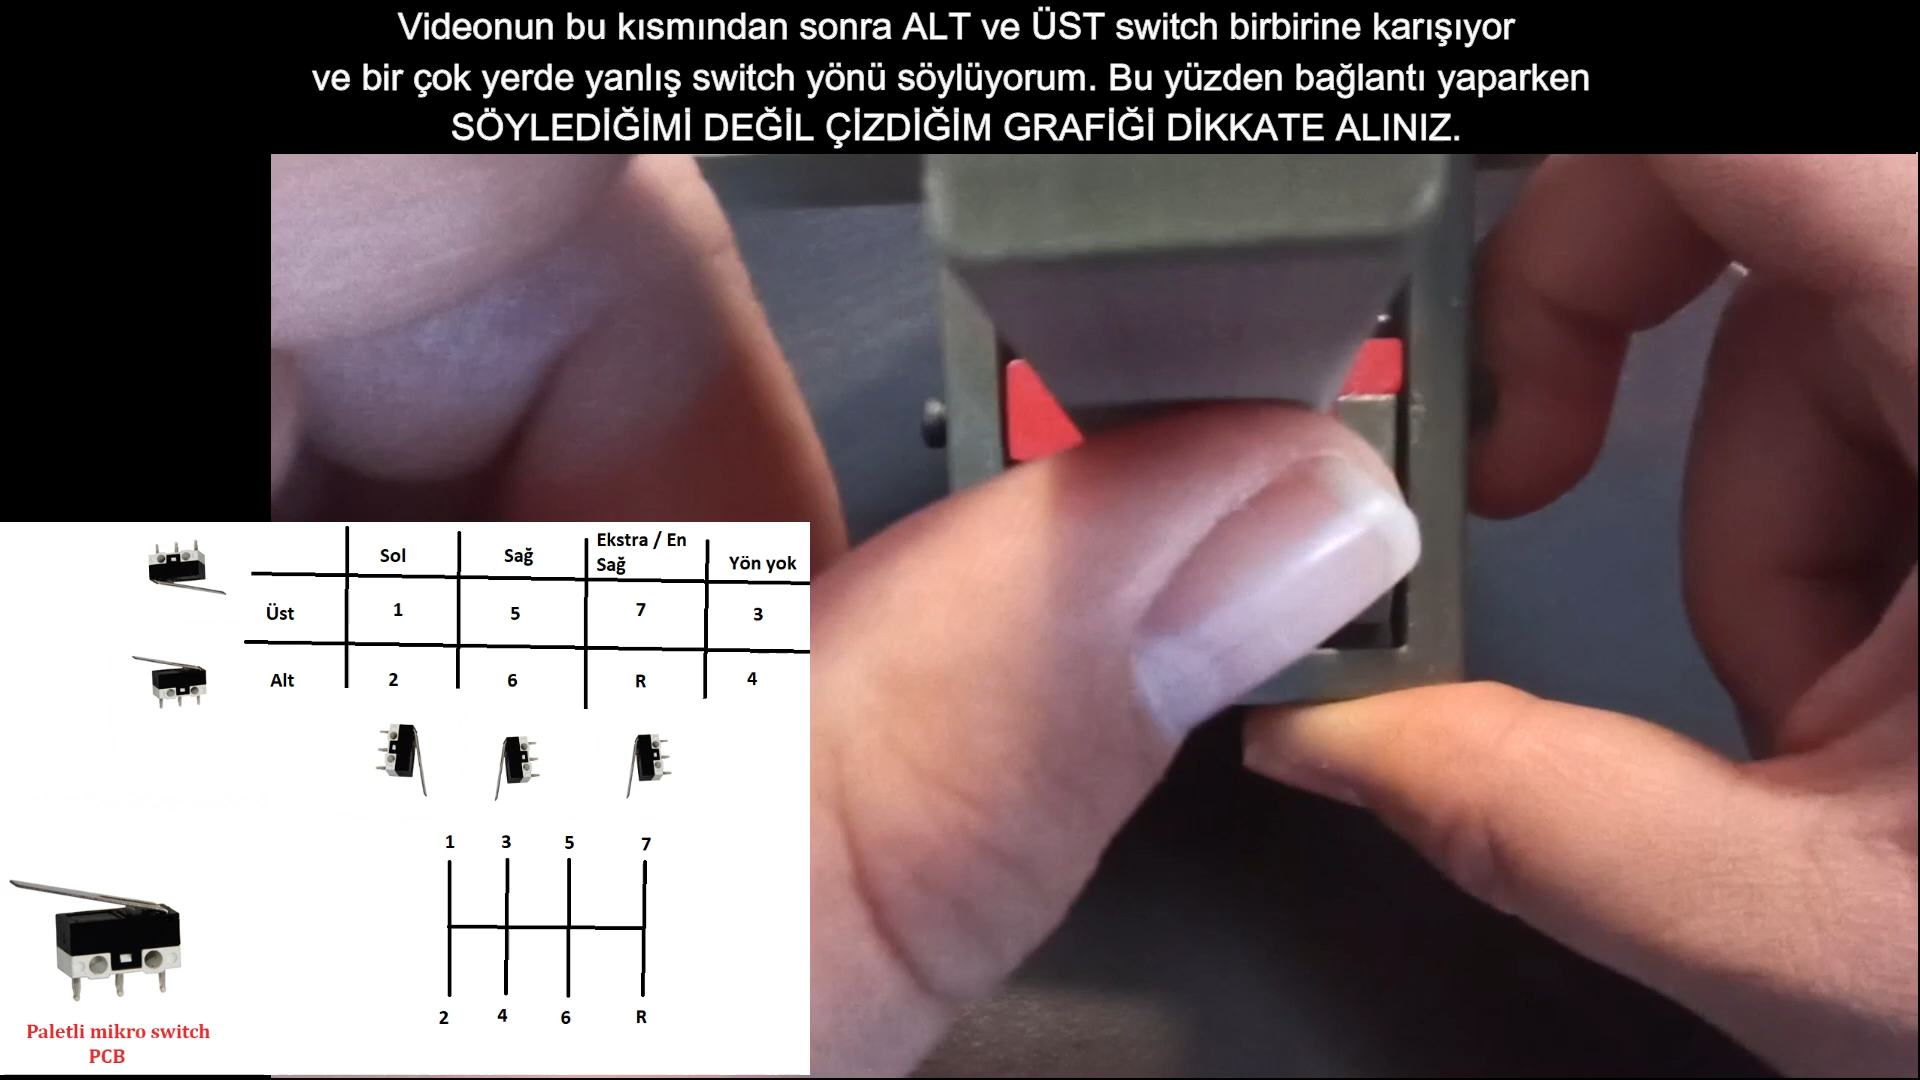 Videonun bu kısmından sonra ALT ve ÜST switch birbirine karışıyor
ve bir çok yerde yanlış switch yönü söylüyorum. Bu yüzden bağlantı yaparken
SÖYLEDİĞİMİ DEĞİL ÇİZDİĞİM GRAFİĞİ DİKKATE ALINIZ.
Sol Sağ Ekstra / En Sağ Yön yok
Üst 1 5 7 3
Alt 2 6 R 4
1 3 5 7
2 4 6 R
Paletli mikro switch
PCB